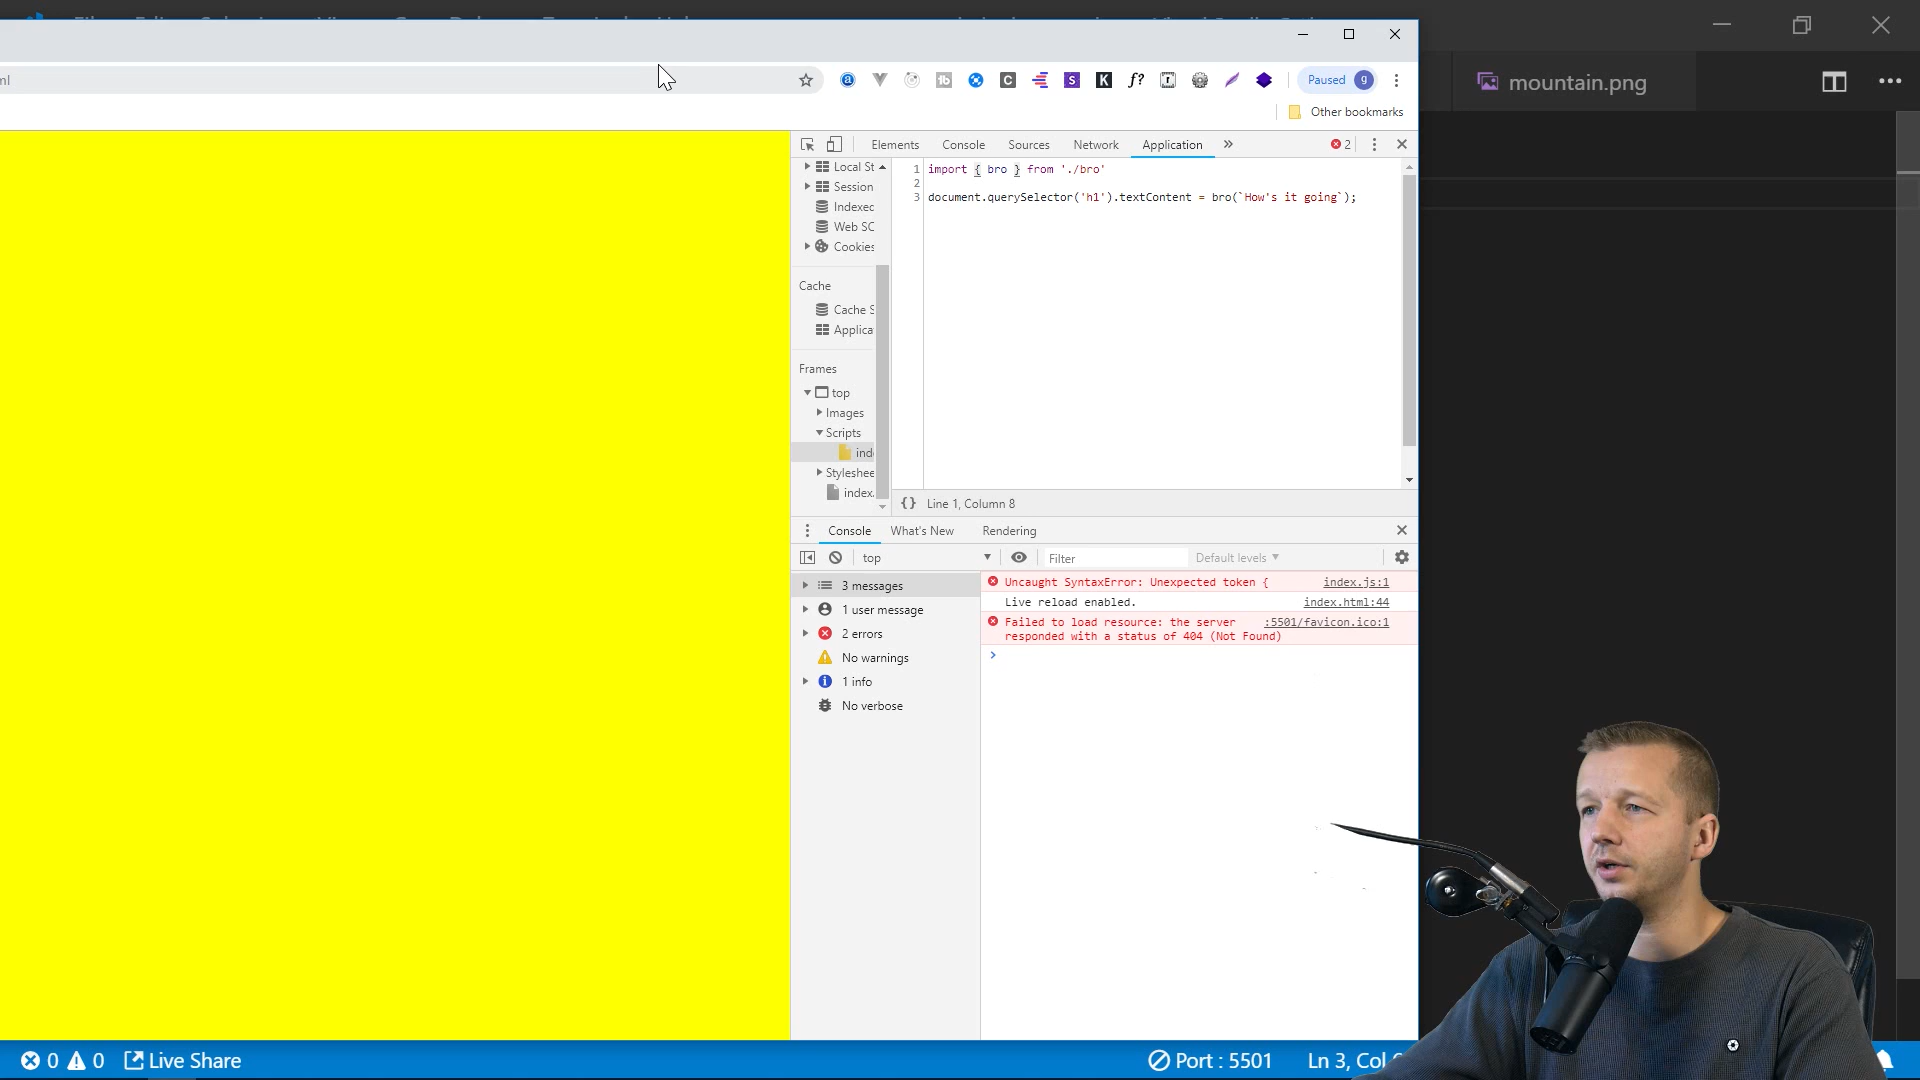 ml
Paused
g
mountain.png
Other bookmarks
Elements
Console
Sources
Network
Application
2
Local St
Session
Indexed
Web SC
Cookies
Cache
Cache S
Applica
Frames
top
Images
Scripts
ind
Styleshee
index.
1 import { bro } from './bro'
2
3 document.querySelector('h1').textContent = bro(`How's it going`);
{} Line 1, Column 8
Console
What's New
Rendering
top
Filter
Default levels
3 messages
1 user message
2 errors
No warnings
1 info
No verbose
Uncaught SyntaxError: Unexpected token { index.js:1
Live reload enabled. index.html:44
Failed to load resource: the server :5501/favicon.ico:1
responded with a status of 404 (Not Found)
0 0 Live Share
Port : 5501
Ln 3, Col